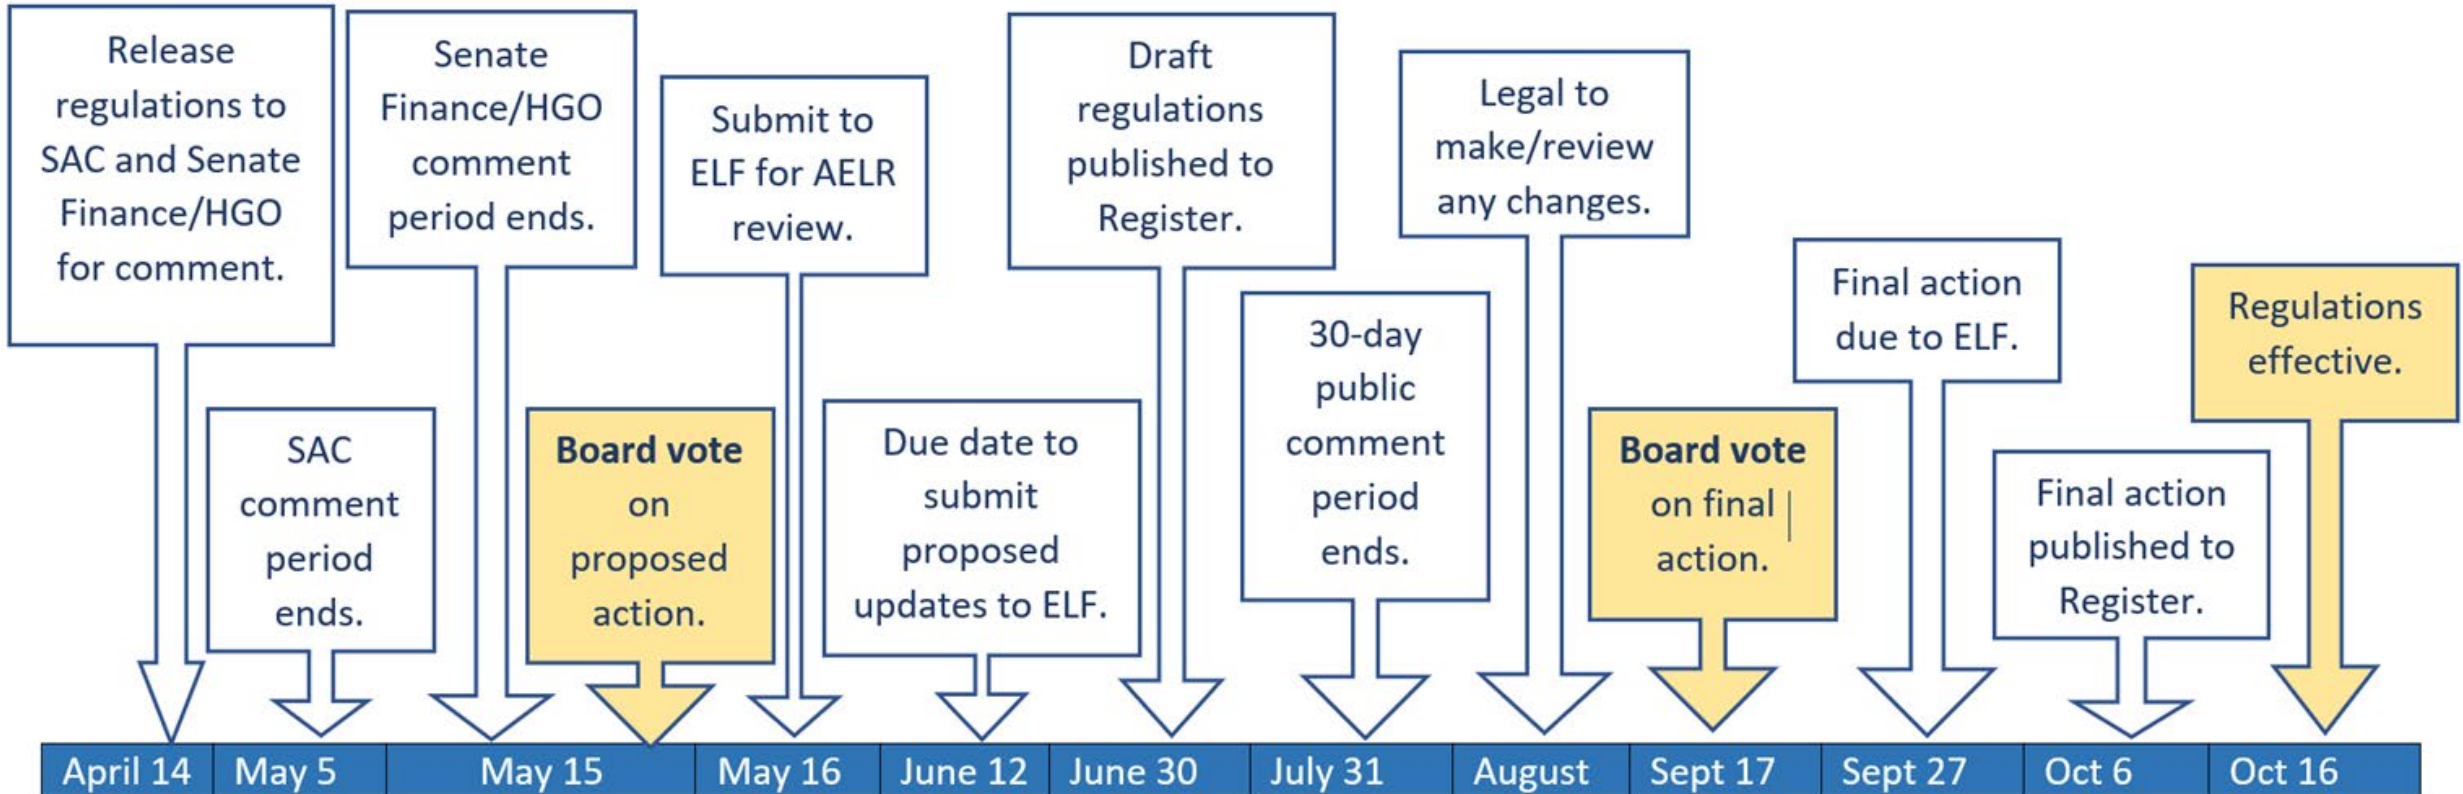 Release
regulations to
SAC and Senate
Finance/HGO
for comment.
SAC
comment
period
ends.
Senate
Finance/HGO
comment
period ends.
Board vote
on
proposed
action.
Submit to
ELF for AELR
review.
Due date to
submit
proposed
updates to ELF.
Draft
regulations
published to
Register.
30-day
public
comment
period
ends.
Legal to
make/review
any changes.
Board vote
on final
action.
Final action
due to ELF.
Final action
published to
Register.
Regulations
effective.
April 14 May 5 May 15 May 16 June 12 June 30 July 31 August Sept 17 Sept 27 Oct 6 Oct 16